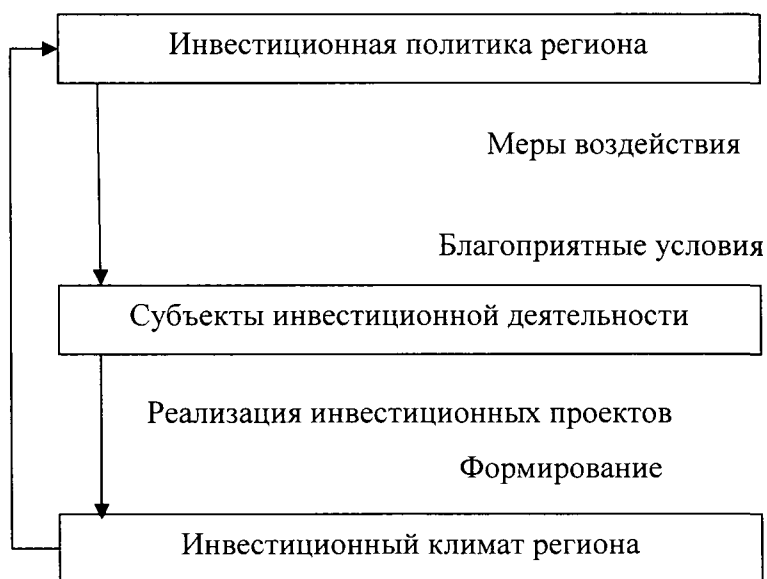 Инвестиционная политика региона
Меры воздействия
Благоприятные условия
Субъекты инвестиционной деятельности
Реализация инвестиционных проектов
Формирование
Инвестиционный климат региона